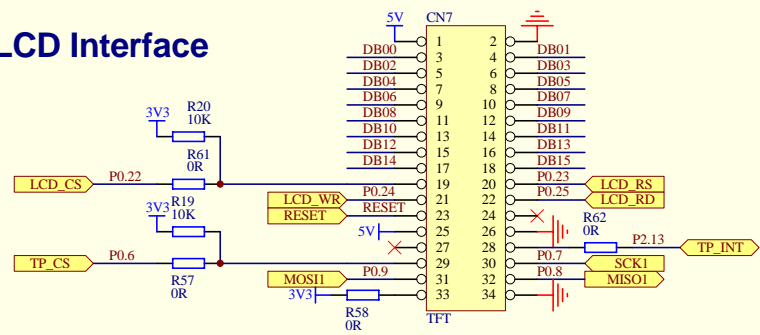 LCD Interface
5V CN7
1 2
DB00 3 4 DB01
DB02 5 6 DB03
DB04 7 8 DB05
DB06 9 10 DB07
DB08 11 12 DB09
DB10 13 14 DB11
DB12 15 16 DB13
DB14 17 18 DB15
3V3 R20
10K
R61
0R
LCD_CS P0.22 19 20 P0.23 LCD_RS
LCD_WR P0.24 21 22 P0.25 LCD_RD
RESET RESET 23 24
3V3 R19
10K
5V 25 26
R62
0R
27 28 P2.13 TP_INT
TP_CS P0.6 29 30 P0.7 SCK1
R57
0R
MOSI1 P0.9 31 32 P0.8 MISO1
3V3 33 34
R58
0R
TFT